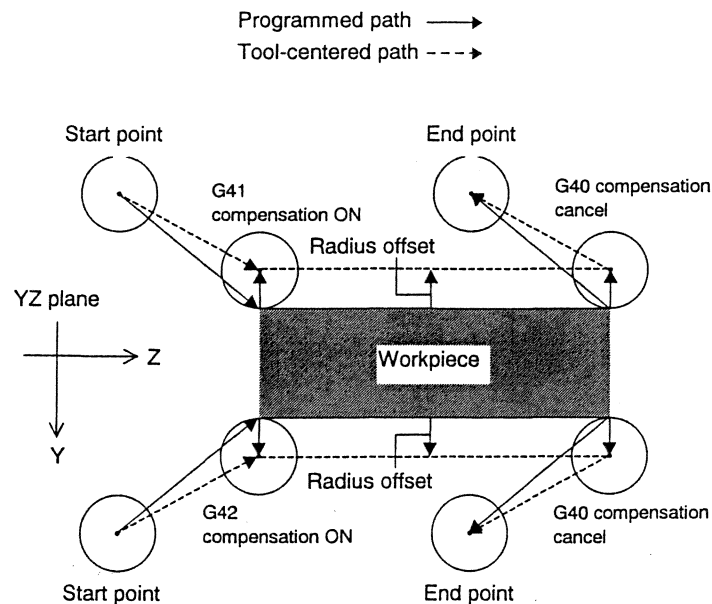 Programmed path
Tool-centered path
Start point
End point
G41
compensation ON
G40 compensation
cancel
Radius offset
YZ plane
Z
Y
Workpiece
Radius offset
G42
compensation ON
G40 compensation
cancel
Start point
End point